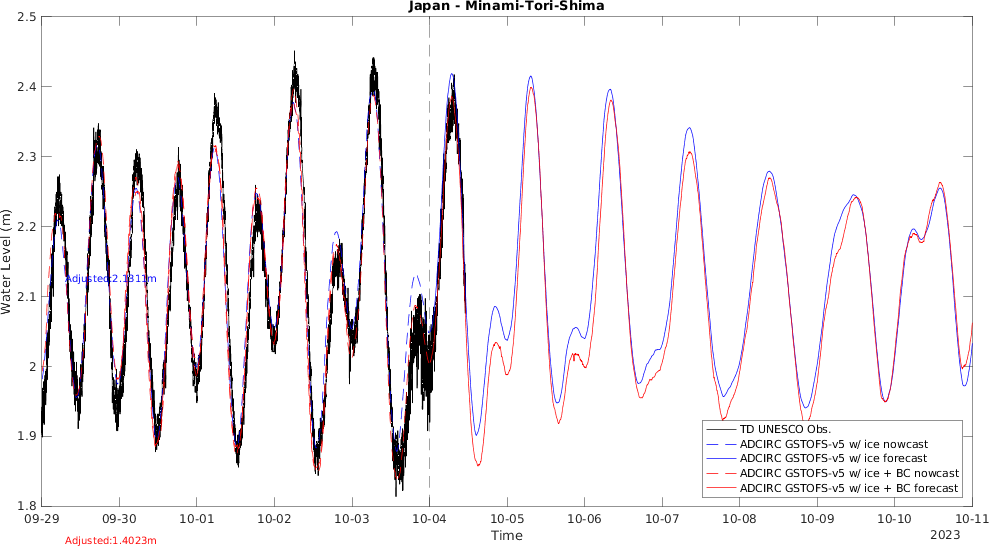 Japan - Minami-Tori-Shima
2.5
2.4
2.3
2.2
2.1
2
1.9
1.8
Water Level (m)
Adjusted:2.1311m
TD UNESCO Obs.
ADCIRC GSTOFS-v5 w/ ice nowcast
ADCIRC GSTOFS-v5 w/ ice forecast
ADCIRC GSTOFS-v5 w/ ice + BC nowcast
ADCIRC GSTOFS-v5 w/ ice + BC forecast
09-29 09-30 10-01 10-02 10-03 10-04 10-05 10-06 10-07 10-08 10-09 10-10 10-11
Time
2023
Adjusted:1.4023m